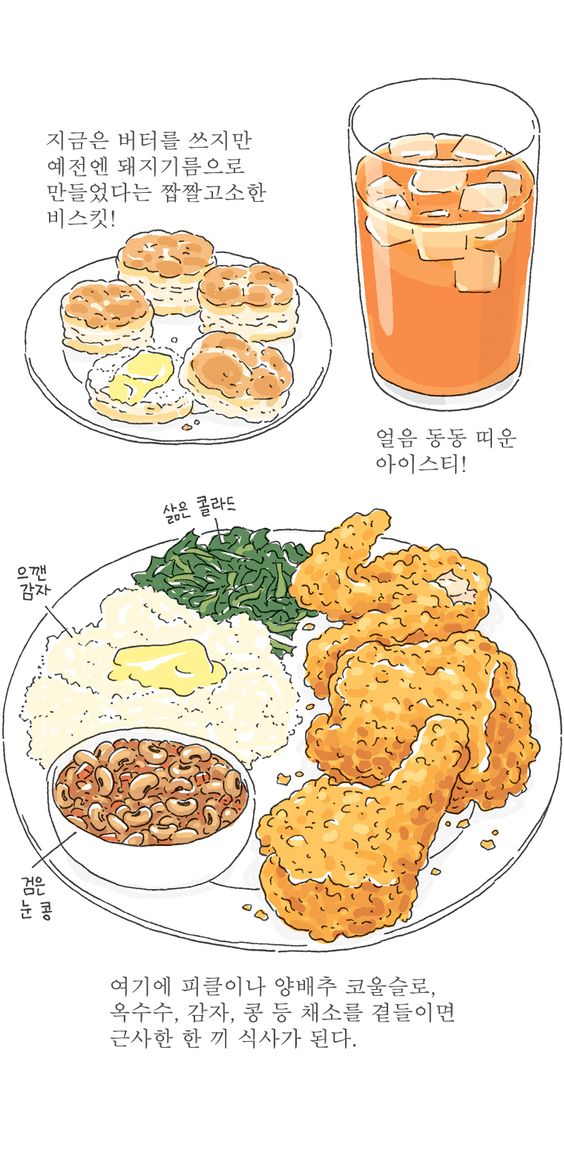 지금은 버터를 쓰지만
예전엔 돼지기름으로
만들었다는 짭짤고소한
비스킷!
얼음 동동 띠운
아이스티!
삶은 콜라드
으깬
감자
검은
눈 콩
여기에 피클이나 양배추 코울슬로,
옥수수, 감자, 콩 등 채소를 곁들이면
근사한 한 끼 식사가 된다.